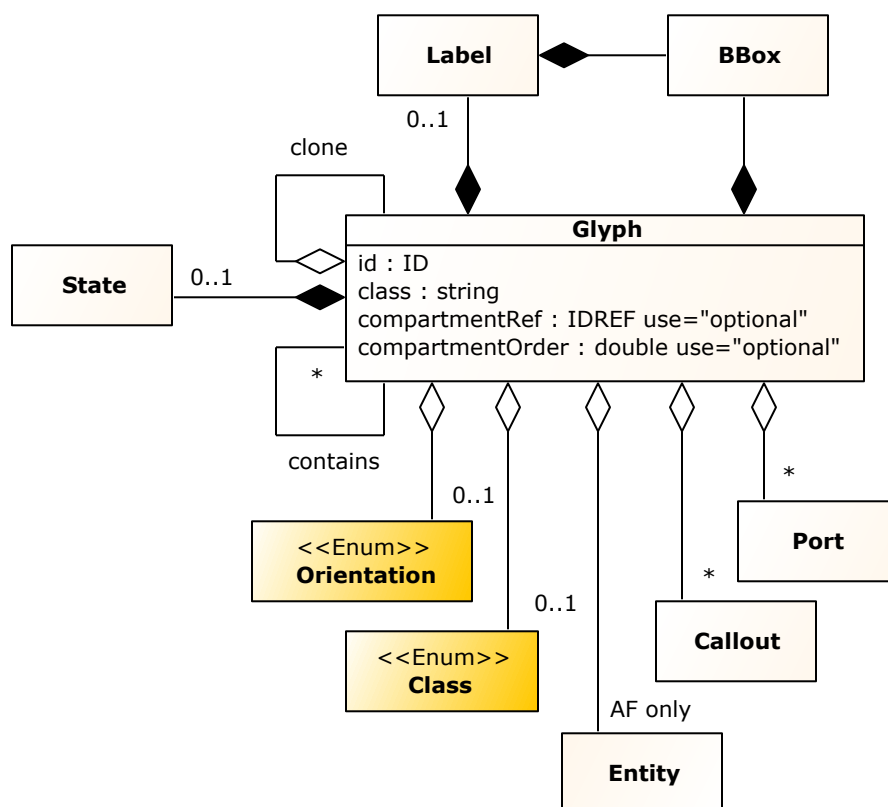 Label
BBox
0..1
clone
Glyph
id : ID
class : string
compartmentRef : IDREF use="optional"
compartmentOrder : double use="optional"
State
0..1
*
contains
0..1
*
<<Enum>>
Orientation
Port
0..1
*
<<Enum>>
Class
Callout
AF only
Entity